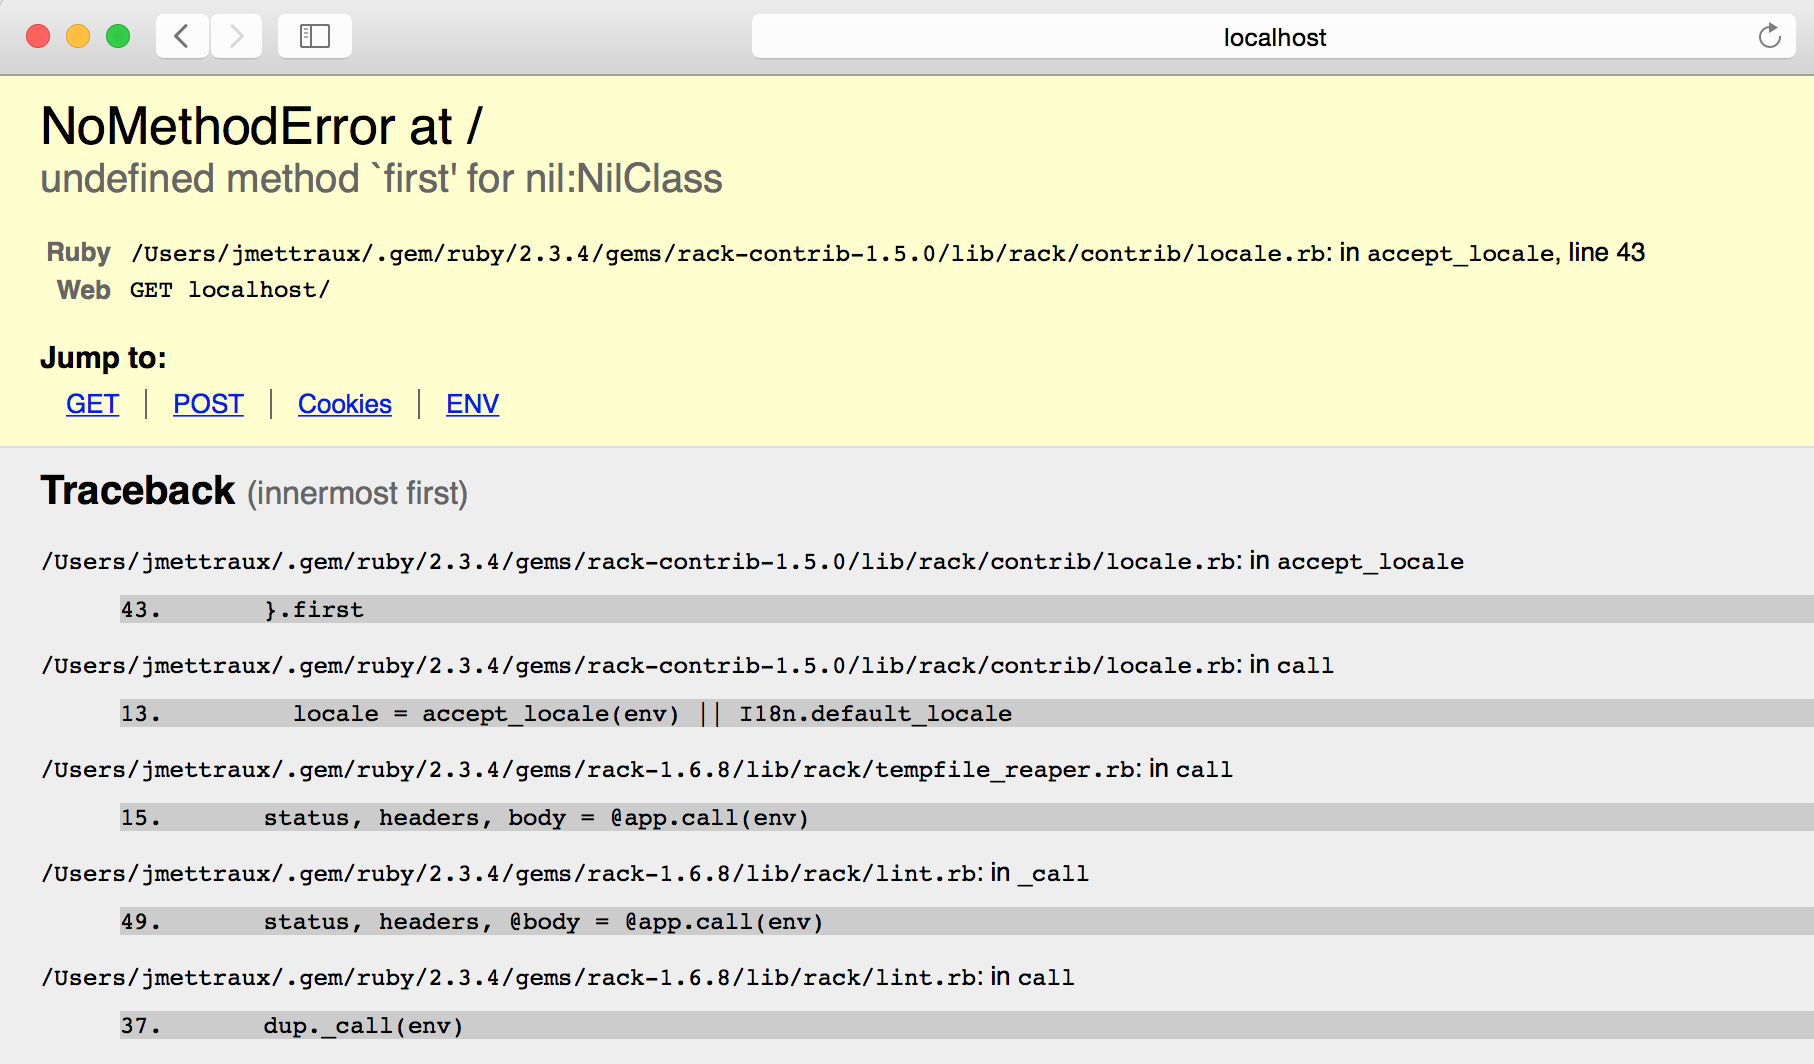 localhost
NoMethodError at /
undefined method `first' for nil:NilClass
Ruby /Users/jmettraux/.gem/ruby/2.3.4/gems/rack-contrib-1.5.0/lib/rack/contrib/locale.rb: in accept_locale, line 43
Web GET localhost/
Jump to:
GET | POST | Cookies | ENV
Traceback (innermost first)
/Users/jmettraux/.gem/ruby/2.3.4/gems/rack-contrib-1.5.0/lib/rack/contrib/locale.rb: in accept_locale
43. }.first
/Users/jmettraux/.gem/ruby/2.3.4/gems/rack-contrib-1.5.0/lib/rack/contrib/locale.rb: in call
13. locale = accept_locale(env) || I18n.default_locale
/Users/jmettraux/.gem/ruby/2.3.4/gems/rack-1.6.8/lib/rack/tempfile_reaper.rb: in call
15. status, headers, body = @app.call(env)
/Users/jmettraux/.gem/ruby/2.3.4/gems/rack-1.6.8/lib/rack/lint.rb: in _call
49. status, headers, @body = @app.call(env)
/Users/jmettraux/.gem/ruby/2.3.4/gems/rack-1.6.8/lib/rack/lint.rb: in call
37. dup._call(env)